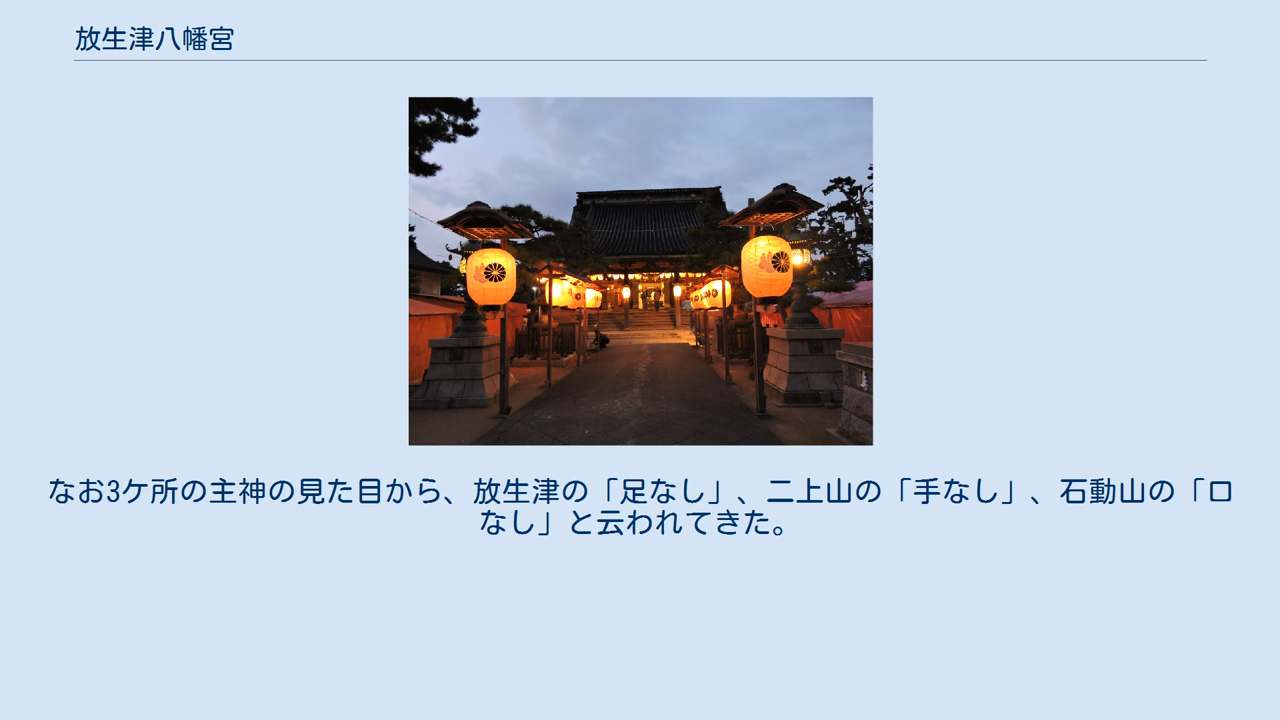 放生津八幡宮
なお3ケ所の主神の見た目から、放生津の「足なし」、二上山の「手なし」、石動山の「口
なし」と云われてきた。